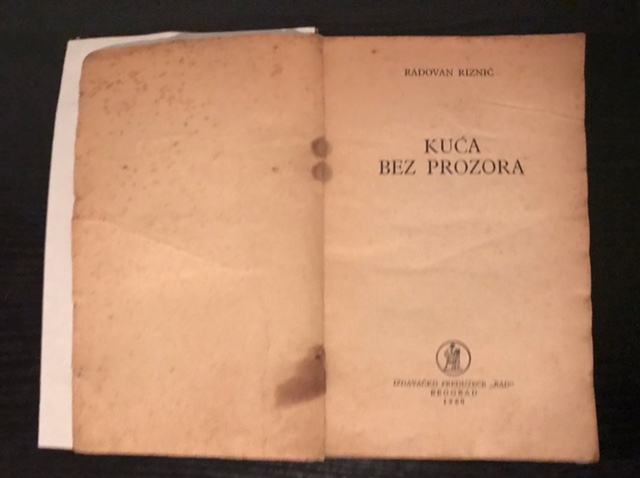 RADOVAN RIZNIĆ
KUĆA
BEZ PROZORA
IZDAVAČKO PREDUZEĆE „RAD“
BEOGRAD